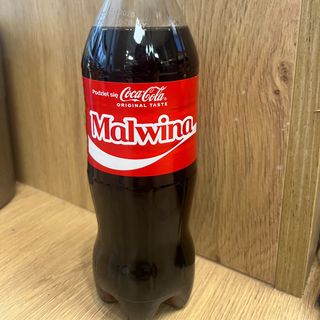 Podziel się Coca-Cola
ORIGINAL TASTE
Malwina